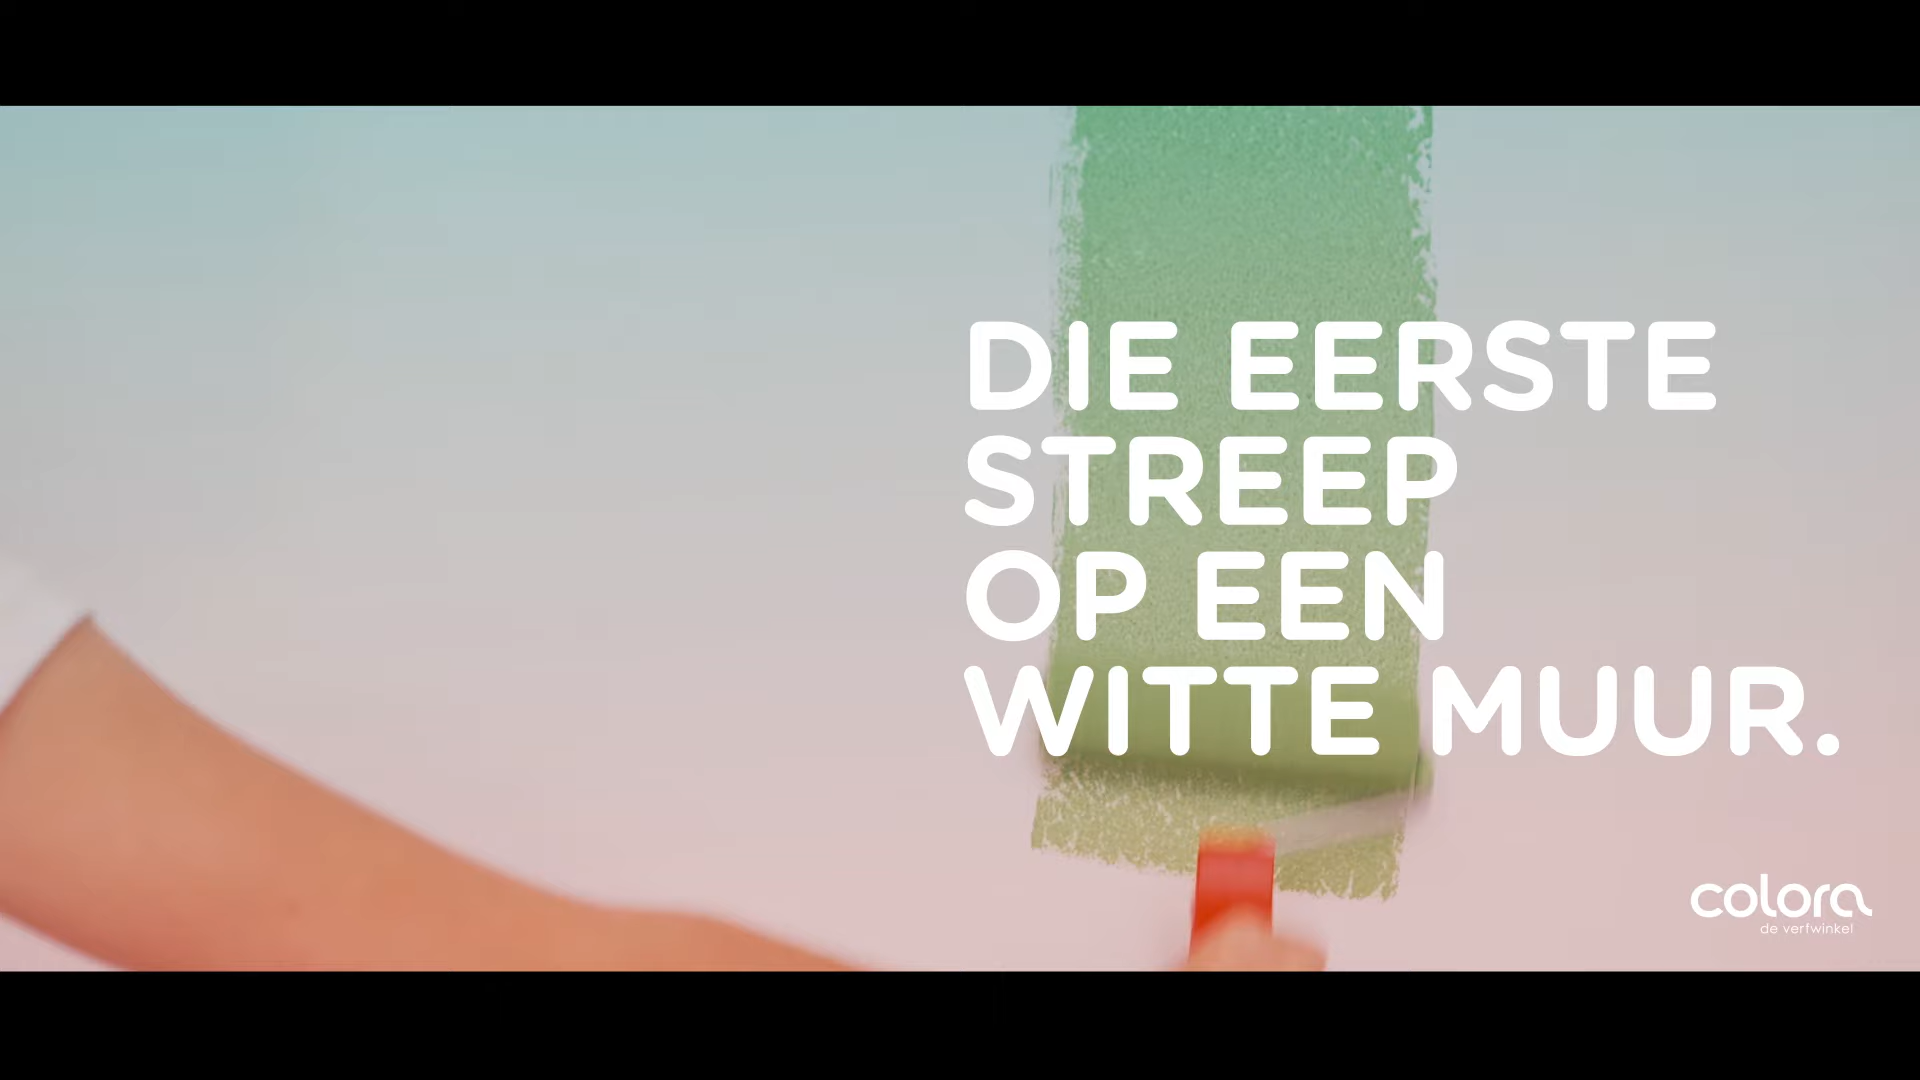 DIE EERSTE
STREEP
OP EEN
WITTE MUUR.
colora
de verfwinkel